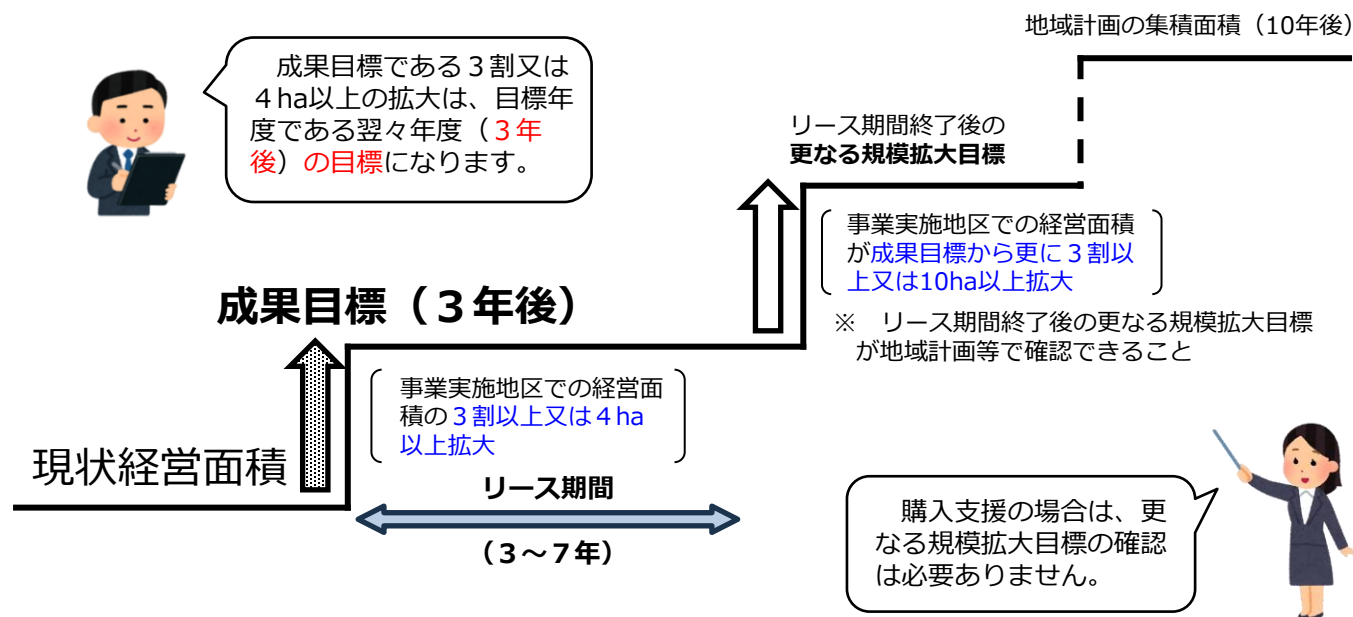 地域計画の集積面積（10年後）
成果目標である３割又は
４ha以上の拡大は、目標年
度である翌々年度（３年
後）の目標になります。
リース期間終了後の
更なる規模拡大目標
事業実施地区での経営面積
が成果目標から更に３割以
上又は10ha以上拡大
※　リース期間終了後の更なる規模拡大目標
が地域計画等で確認できること
成果目標（３年後）
事業実施地区での経営面
積の３割以上又は４ha
以上拡大
現状経営面積
リース期間
（３～７年）
購入支援の場合は、更
なる規模拡大目標の確認
は必要ありません。